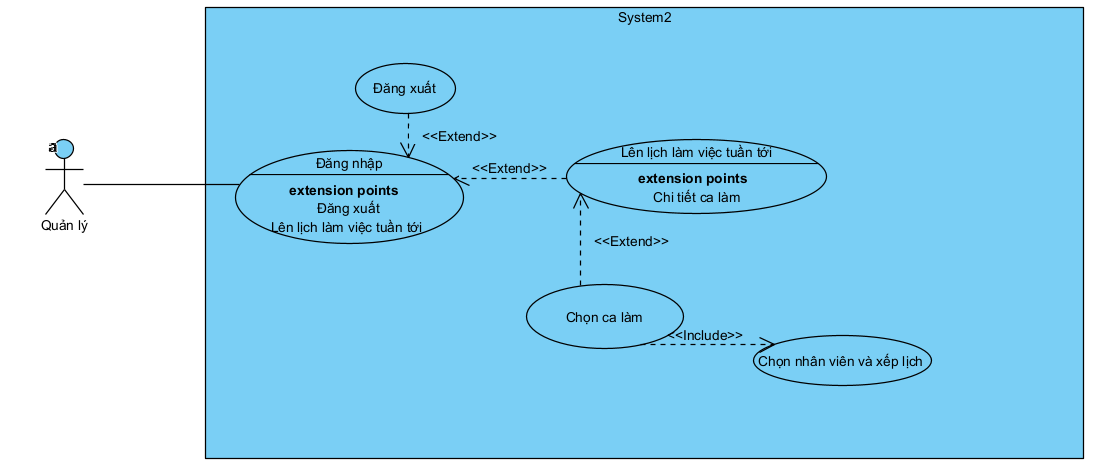 System2
Đăng xuất
<<Extend>>
a
Quản lý
Đăng nhập
extension points
Đăng xuất
Lên lịch làm việc tuần tới
<<Extend>>
Lên lịch làm việc tuần tới
extension points
Chi tiết ca làm
<<Extend>>
Chọn ca làm
<<Include>>
Chọn nhân viên và xếp lịch